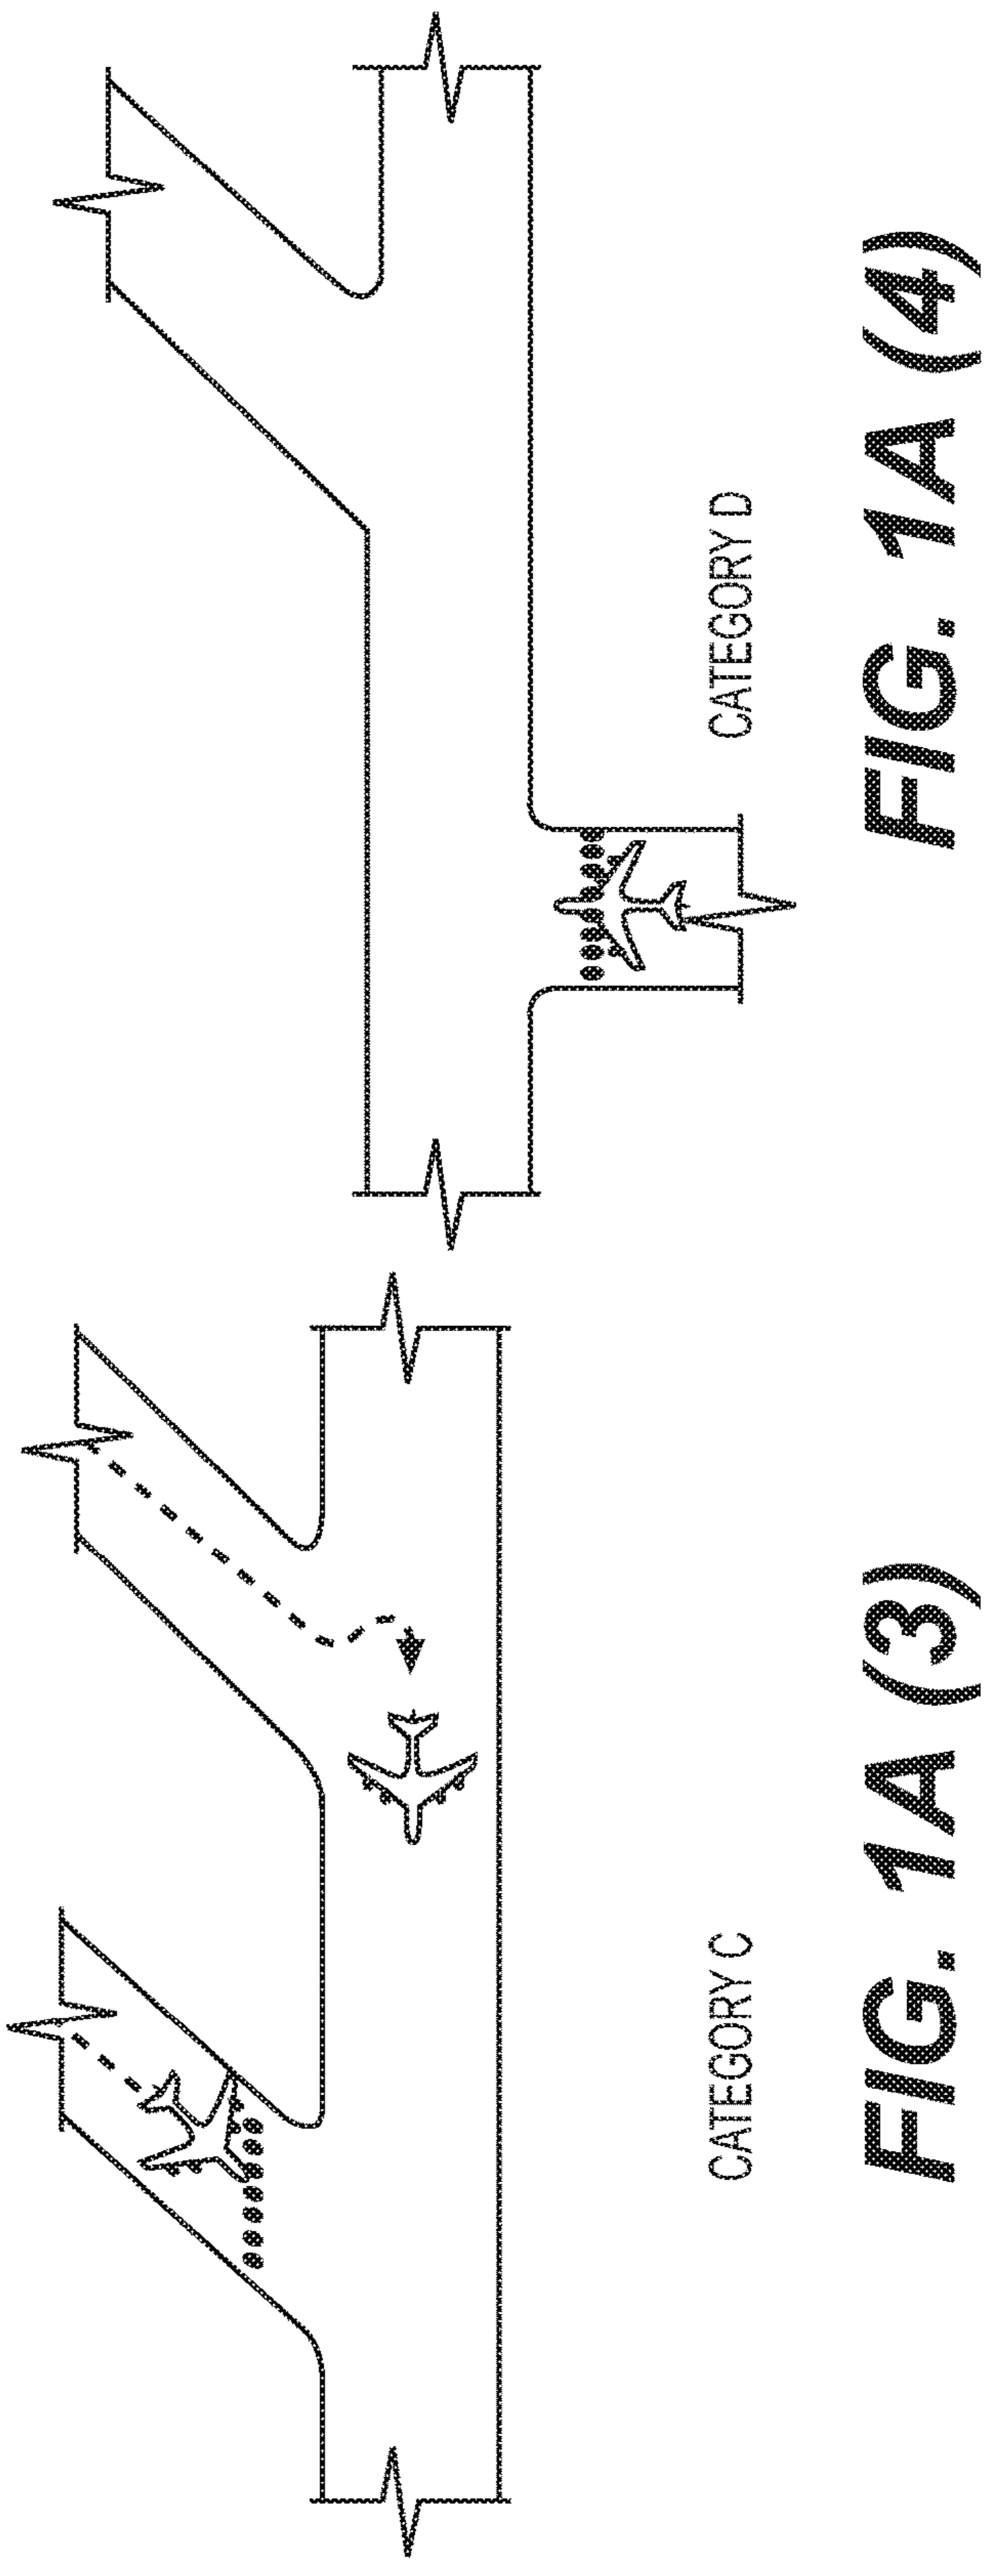 CATEGORY C
FIG. 1A (3)
CATEGORY D
FIG. 1A (4)